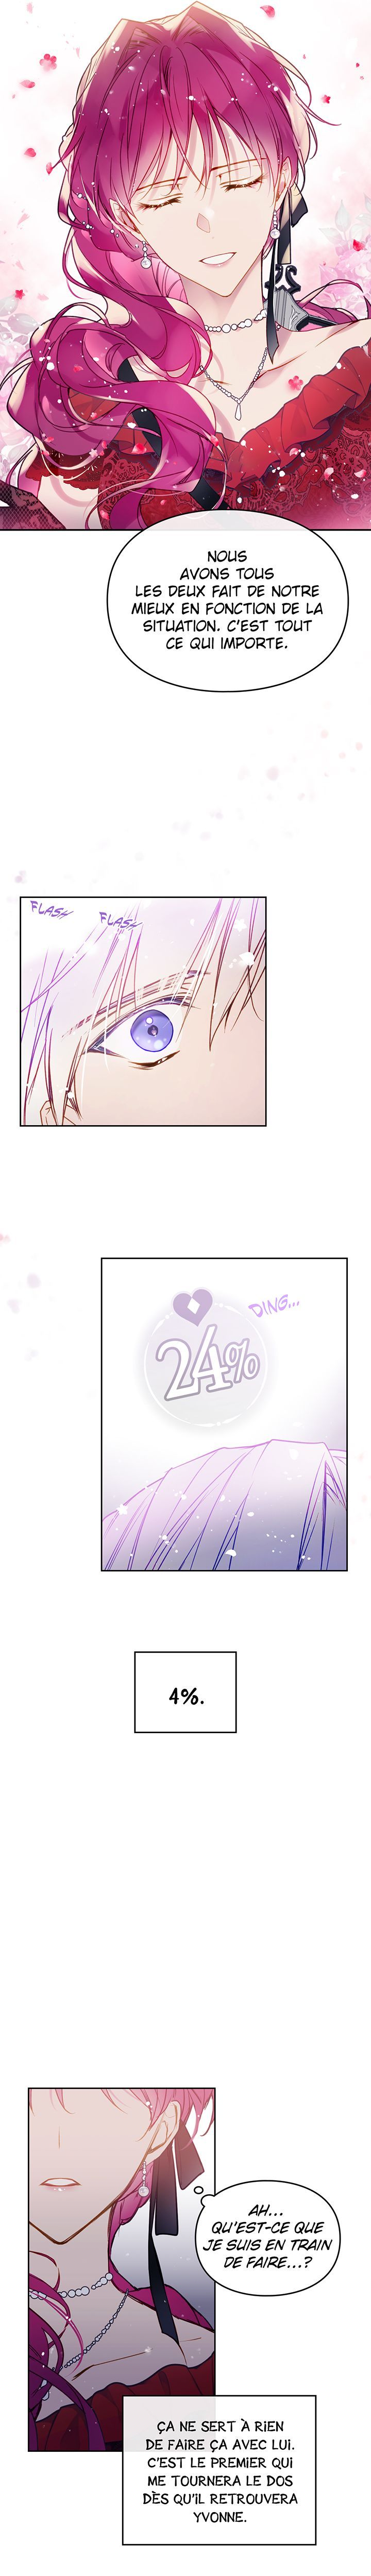 NOUS
AVONS TOUS
LES DEUX FAIT DE NOTRE
MIEUX EN FONCTION DE LA
SITUATION. C'EST TOUT
CE QUI IMPORTE.
FLASH
FLASH
DING...
24%
4%.
AH...
QU'EST-CE QUE
JE SUIS EN TRAIN
DE FAIRE...?
ÇA NE SERT À RIEN
DE FAIRE ÇA AVEC LUI.
C'EST LE PREMIER QUI
ME TOURNERA LE DOS
DÈS QU'IL RETROUVERA
YVONNE.